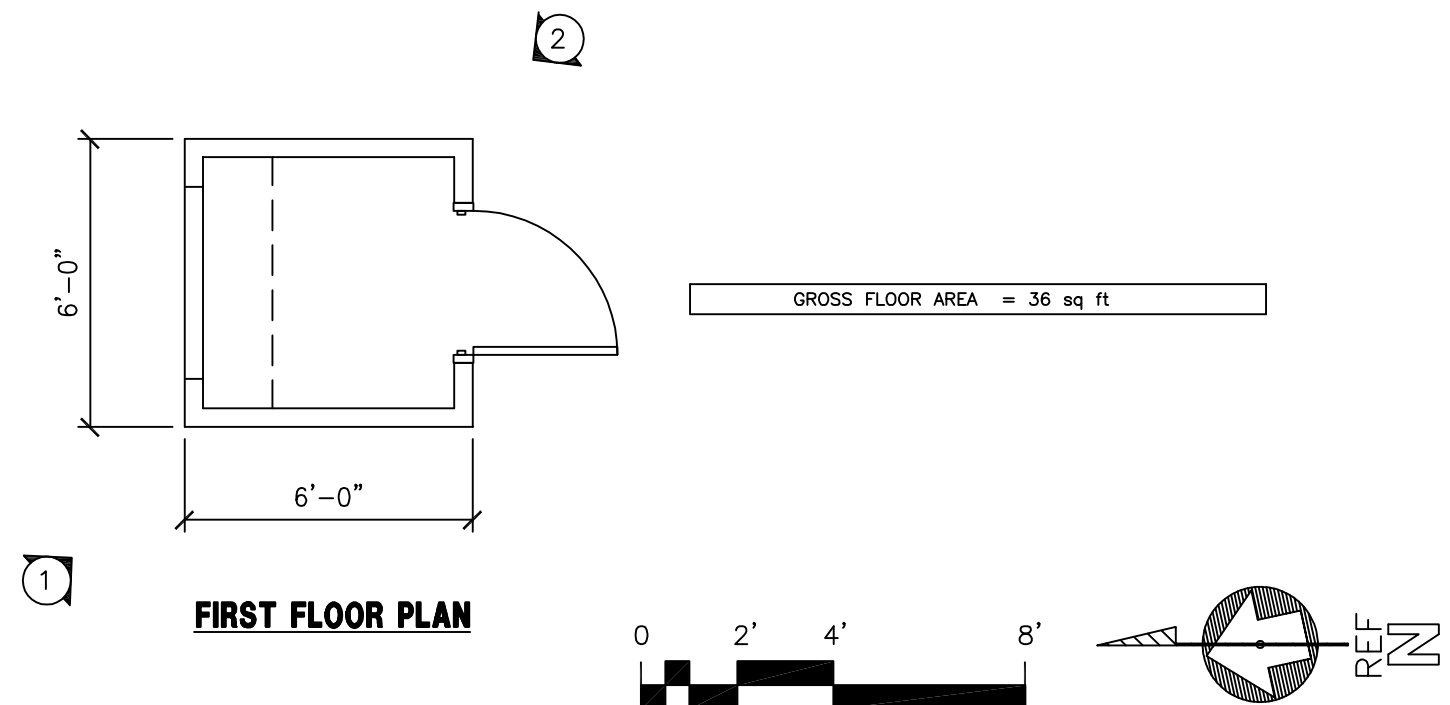 2
6'-0"
GROSS FLOOR AREA = 36 sq ft
6'-0"
1
FIRST FLOOR PLAN
0 2' 4' 8'
REF
N